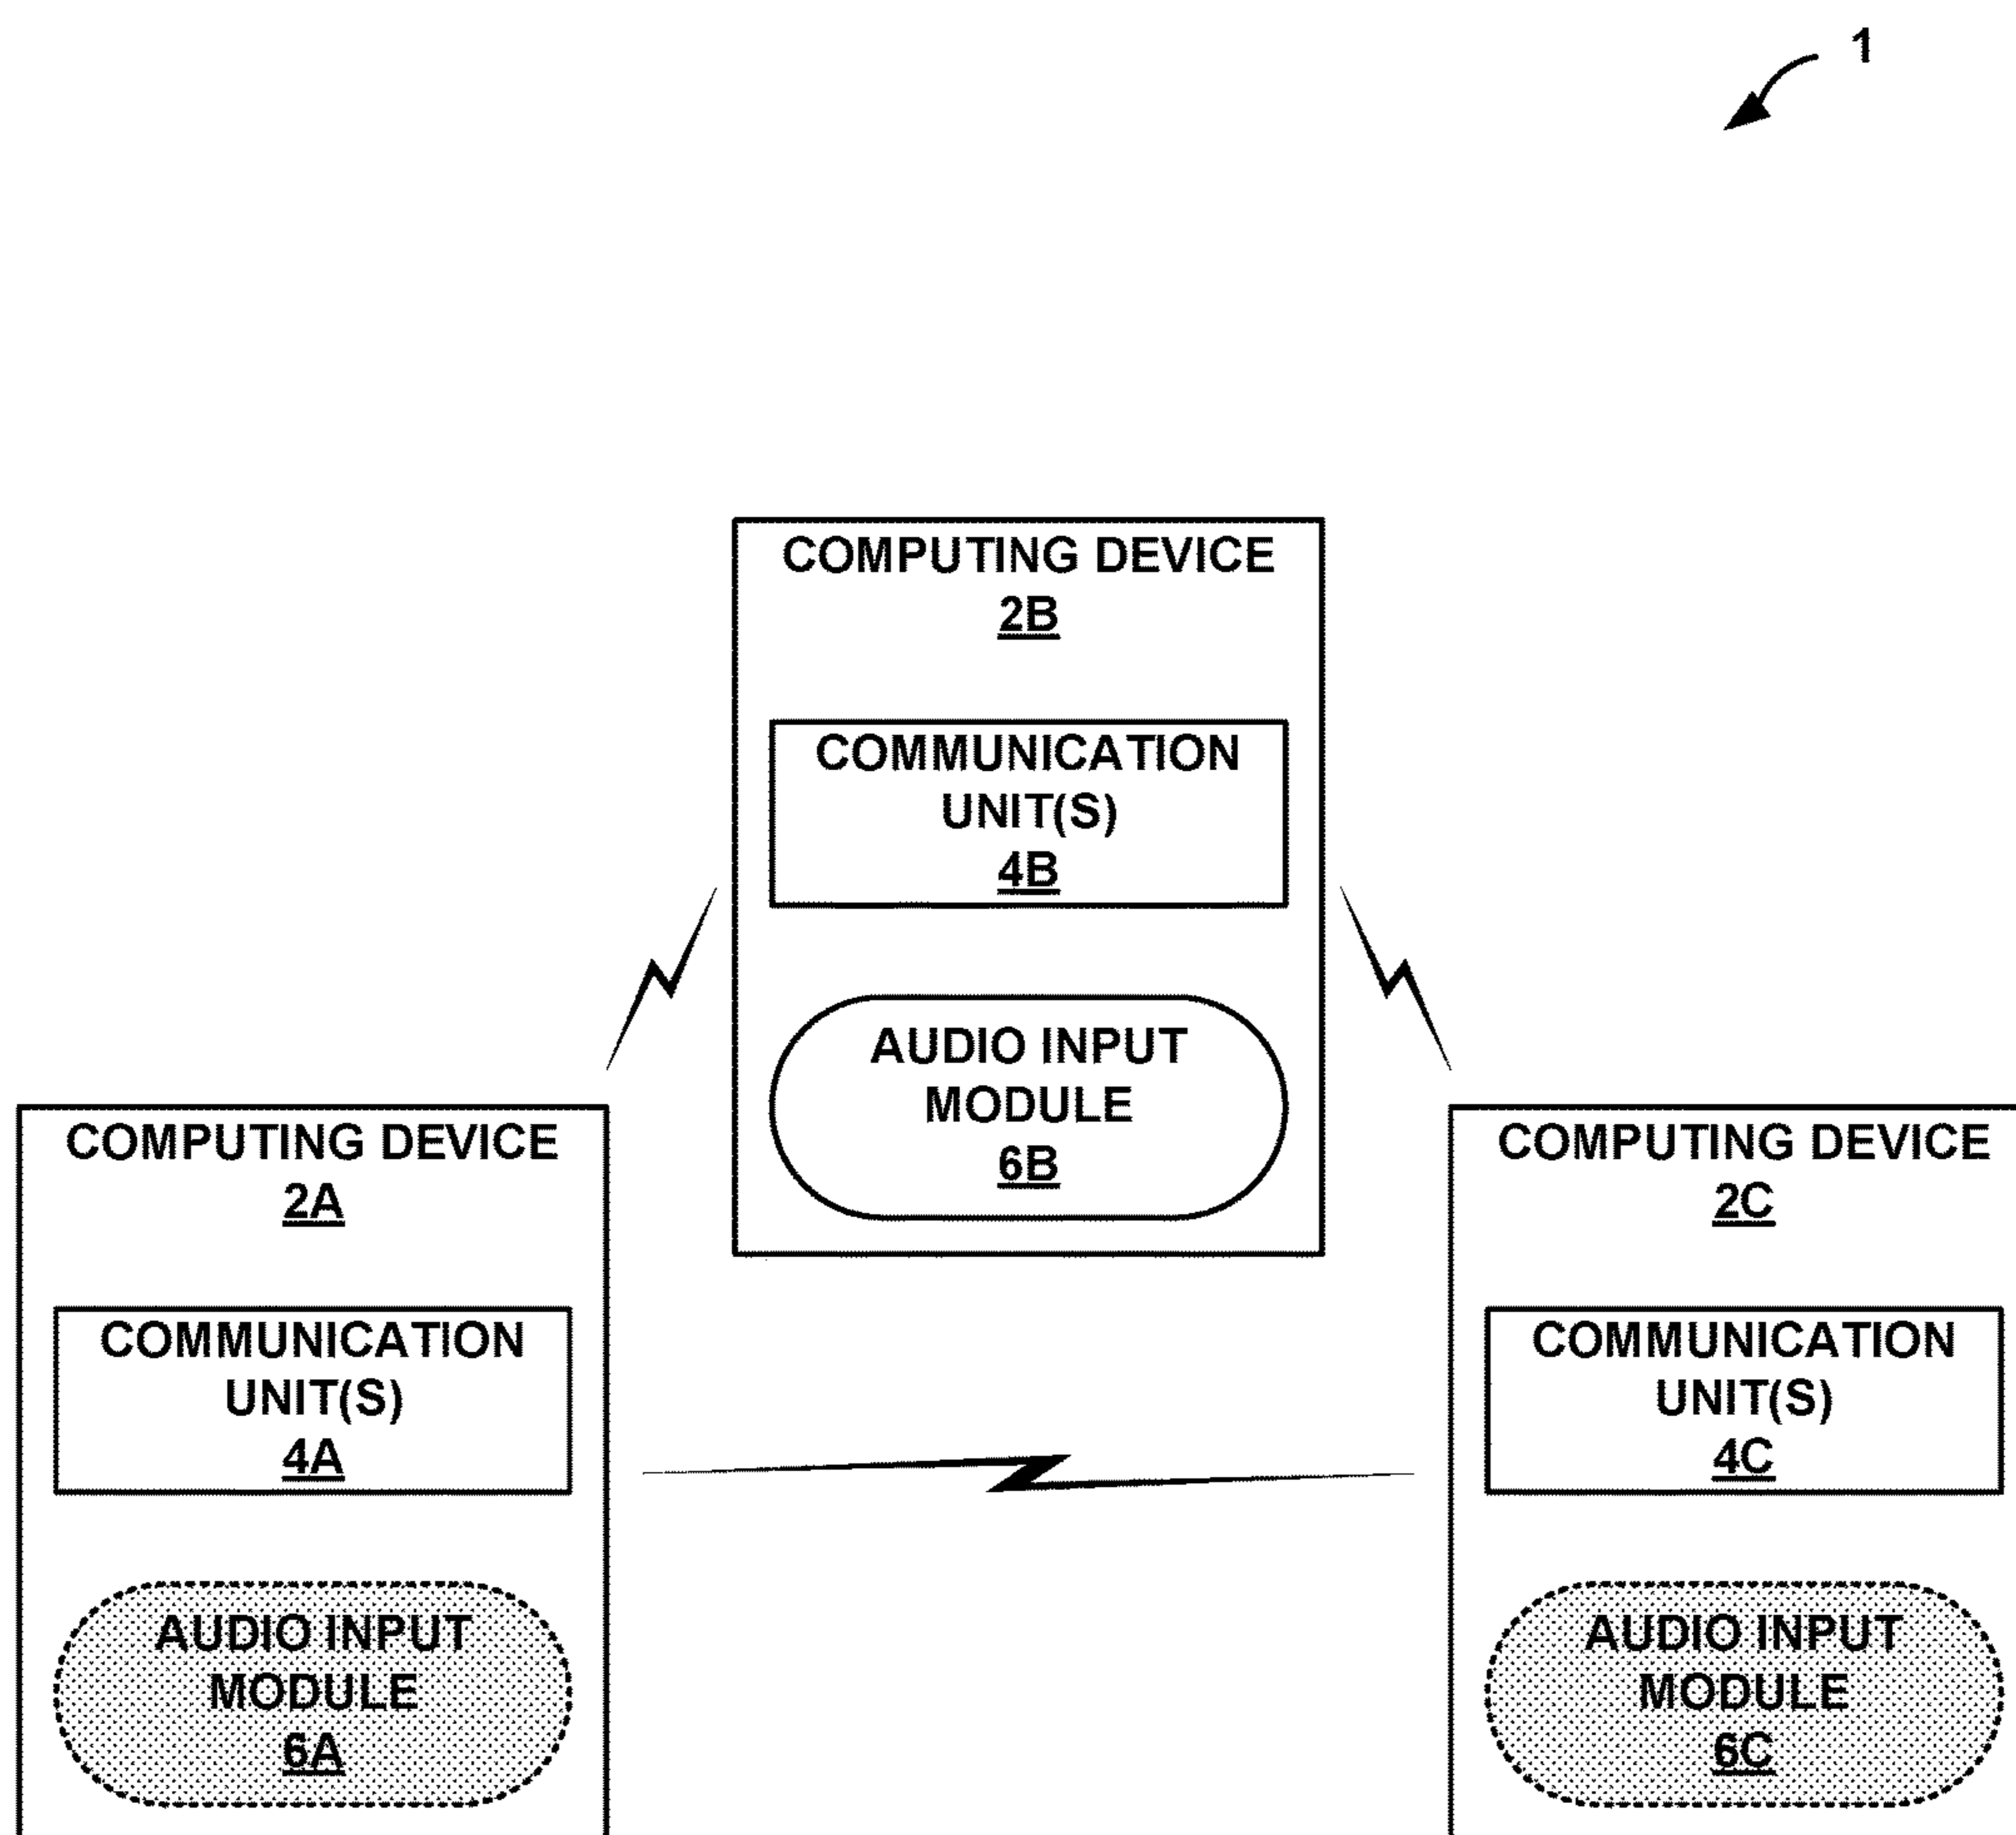 1
COMPUTING DEVICE
2B
COMMUNICATION
UNIT(S)
4B
AUDIO INPUT
MODULE
6B
COMPUTING DEVICE
2A
COMMUNICATION
UNIT(S)
4A
AUDIO INPUT
MODULE
6A
COMPUTING DEVICE
2C
COMMUNICATION
UNIT(S)
4C
AUDIO INPUT
MODULE
6C